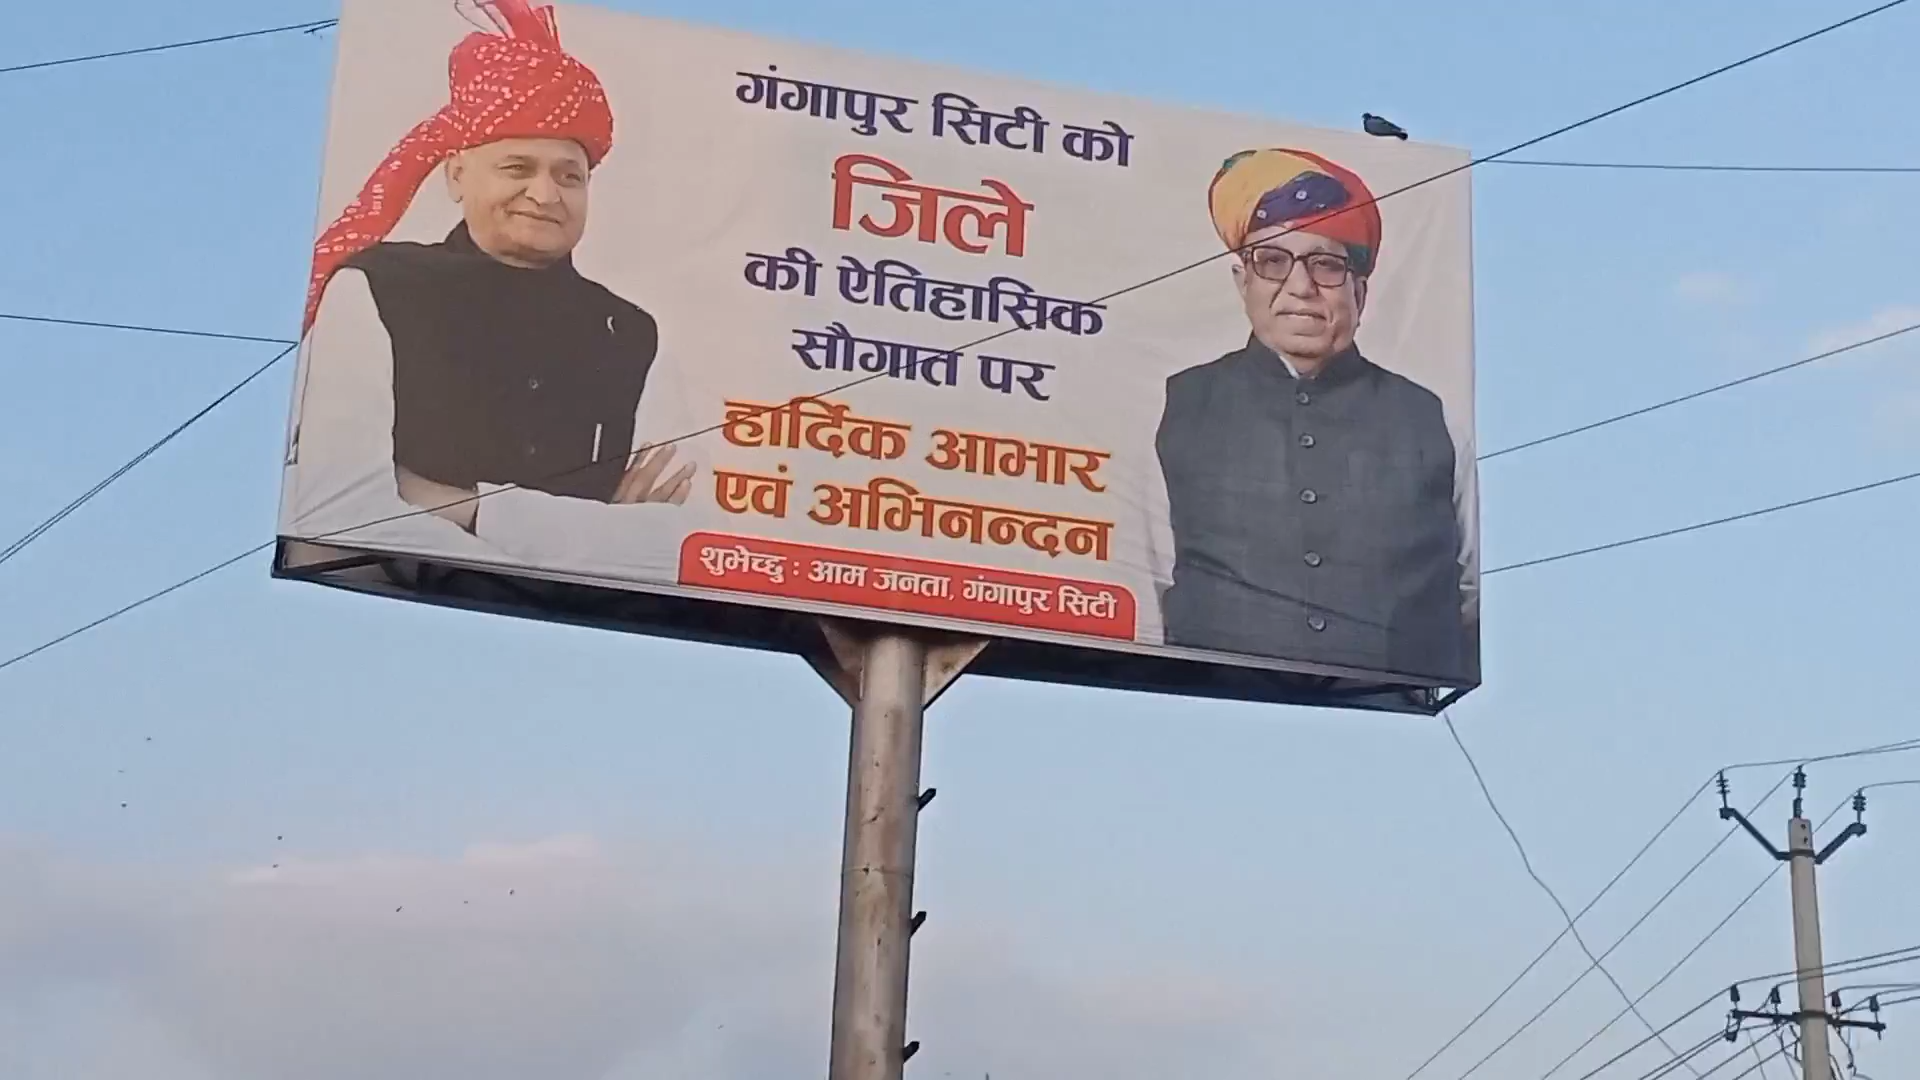 गंगापुर सिटी को
जिले
की ऐतिहासिक
सौगात पर
हार्दिक आभार
एवं अभिनन्दन
शुभेच्छु : आम जनता, गंगापुर सिटी